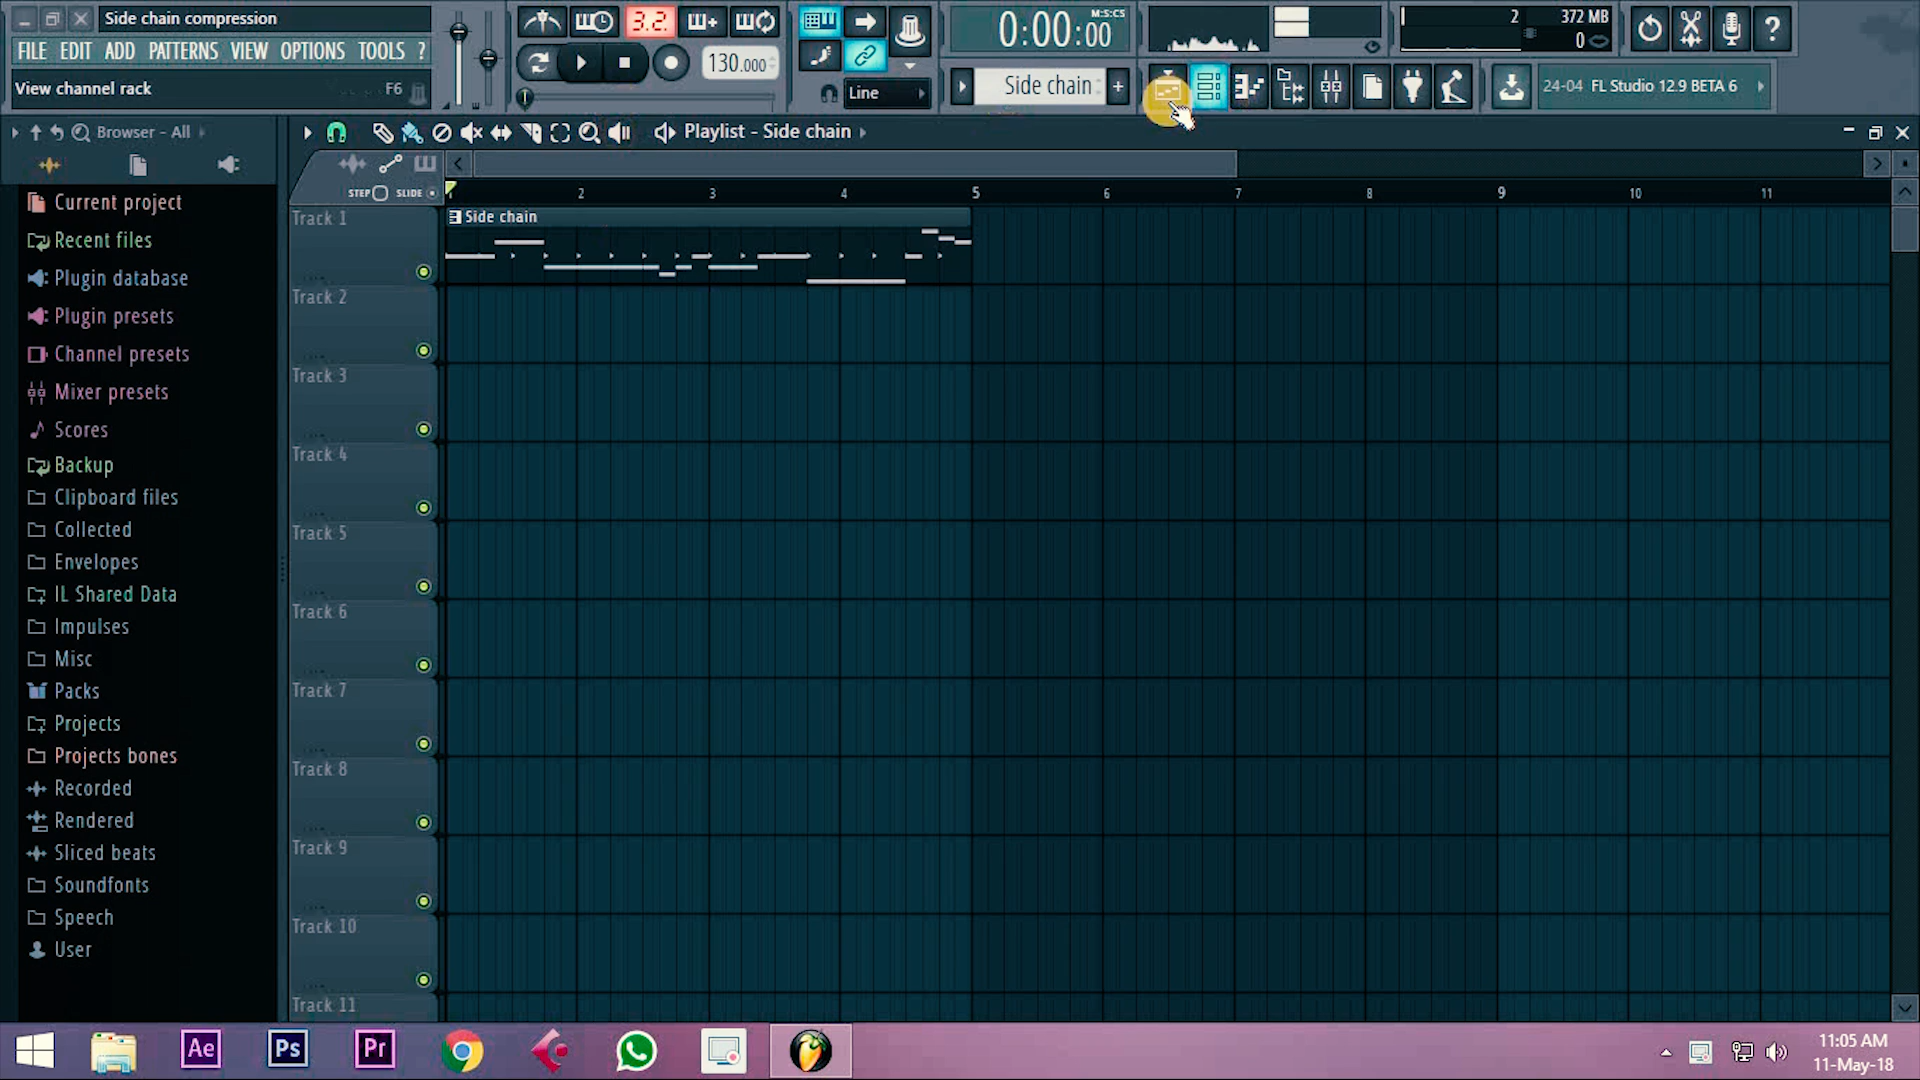 Side chain compression
FILE EDIT ADD PATTERNS VIEW OPTIONS TOOLS ?
View channel rack F6
3.2.
130.000
Line
0:00:00
M:S:CS
Side chain
+
2
372 MB
0
?
24-04 FL Studio 12.9 BETA 6
Browser - All
Playlist - Side chain
STEP SLIDE
1 2 3 4 5 6 7 8 9 10 11
Current project
Recent files
Plugin database
Plugin presets
Channel presets
Mixer presets
Scores
Backup
Clipboard files
Collected
Envelopes
IL Shared Data
Impulses
Misc
Packs
Projects
Projects bones
Recorded
Rendered
Sliced beats
Soundfonts
Speech
User
Track 1
Side chain
Track 2
Track 3
Track 4
Track 5
Track 6
Track 7
Track 8
Track 9
Track 10
Track 11
Ae
Ps
Pr
11:05 AM
11-May-18